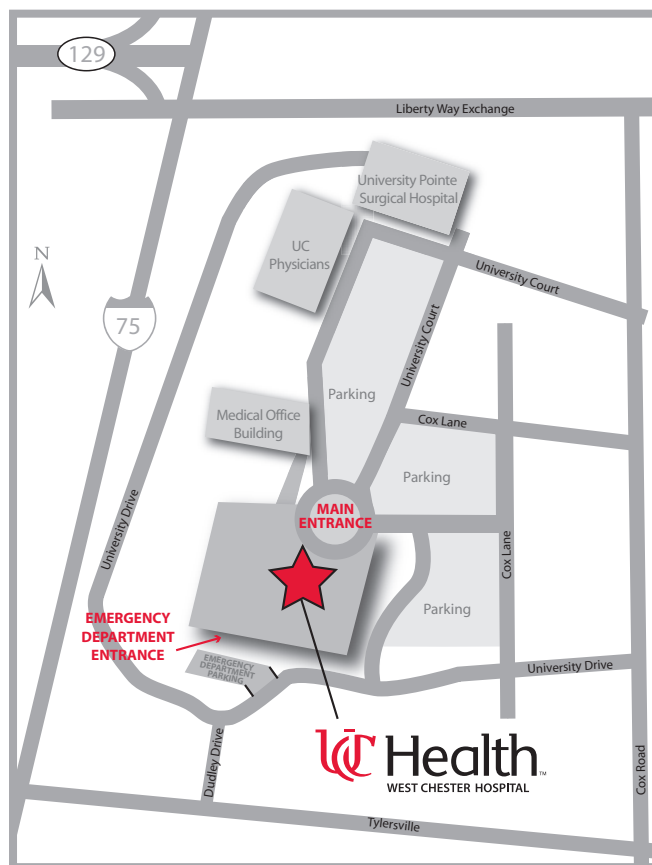 129
Liberty Way Exchange
University Pointe
Surgical Hospital
N
UC
Physicians
University Court
75
University Court
Parking
Medical Office
Building
Cox Lane
Parking
University Drive
MAIN
ENTRANCE
Cox Lane
EMERGENCY
DEPARTMENT
ENTRANCE
Parking
EMERGENCY
DEPARTMENT
PARKING
University Drive
Dudley Drive
UC Health™
WEST CHESTER HOSPITAL
Cox Road
Tylersville